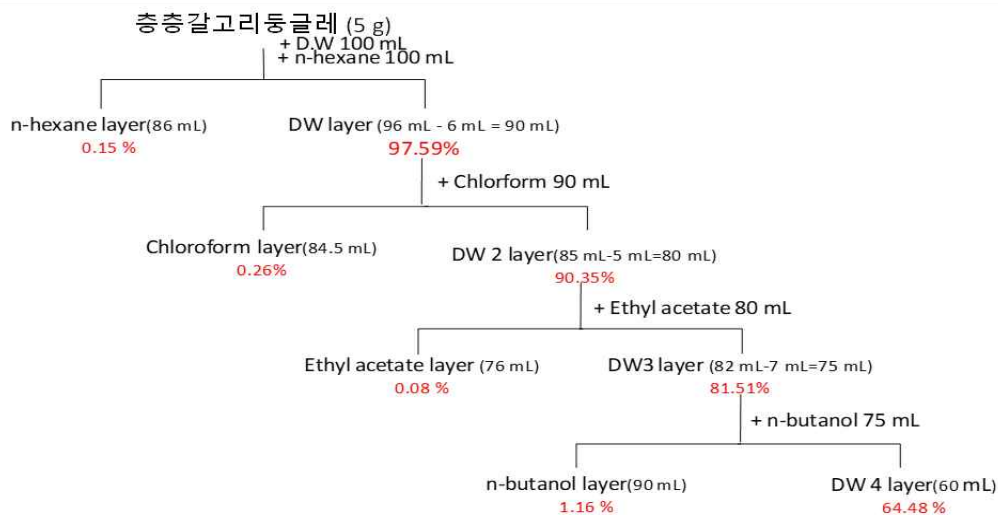 층층갈고리둥글레 (5 g)
+ D.W 100 mL
+ n-hexane 100 mL
n-hexane layer(86 mL)
0.15 %
DW layer (96 mL - 6 mL = 90 mL)
97.59%
+ Chlorform 90 mL
Chloroform layer(84.5 mL)
0.26%
DW 2 layer(85 mL-5 mL=80 mL)
90.35%
+ Ethyl acetate 80 mL
Ethyl acetate layer (76 mL)
0.08 %
DW3 layer (82 mL-7 mL=75 mL)
81.51%
+ n-butanol 75 mL
n-butanol layer(90 mL)
1.16 %
DW 4 layer(60 mL)
64.48 %